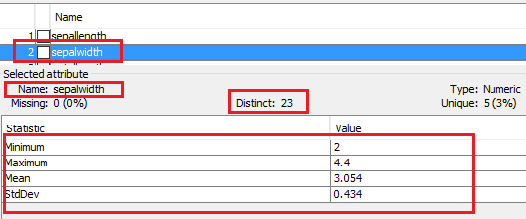 Name
1 sepallength
2 sepalwidth
Selected attribute
Name: sepalwidth Type: Numeric
Missing: 0 (0%) Distinct: 23 Unique: 5 (3%)
Statistic Value
Minimum 2
Maximum 4.4
Mean 3.054
StdDev 0.434